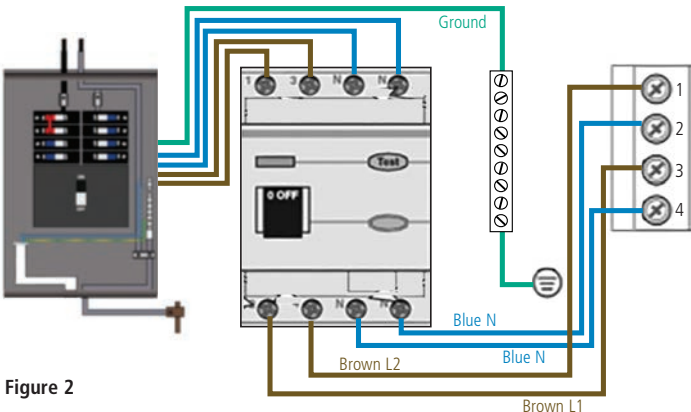 Ground
1 3 N N
1
Test
2
3
0 OFF
4
N N
Blue N
Blue N
Brown L2
Figure 2
Brown L1